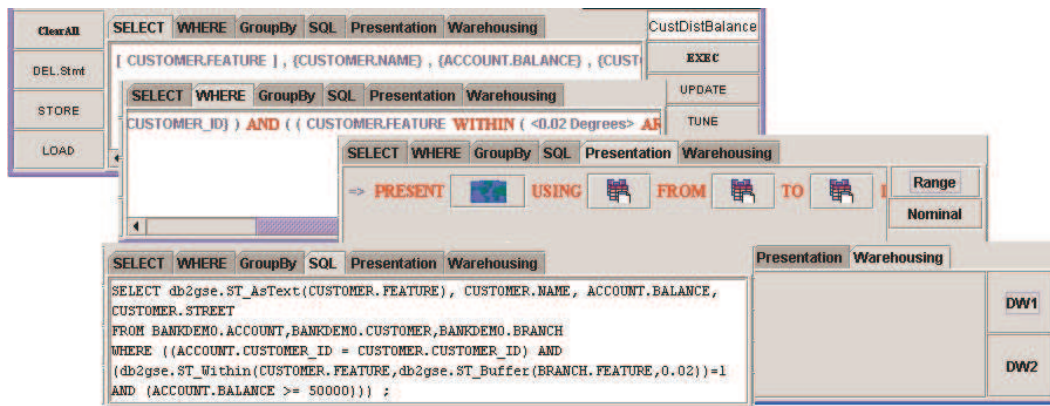 ClearAll
DEL.Stmt
STORE
LOAD
SELECT WHERE GroupBy SQL Presentation Warehousing
[ CUSTOMER.FEATURE ] , {CUSTOMER.NAME} , {ACCOUNT.BALANCE} , {CUST
CustDistBalance
EXEC
UPDATE
TUNE
SELECT WHERE GroupBy SQL Presentation Warehousing
CUSTOMER_ID} ) AND ( ( CUSTOMER.FEATURE WITHIN ( <0.02 Degrees> AR
SELECT WHERE GroupBy SQL Presentation Warehousing
=> PRESENT USING FROM TO
Range
Nominal
SELECT WHERE GroupBy SQL Presentation Warehousing
SELECT db2gse.ST_AsText(CUSTOMER.FEATURE), CUSTOMER.NAME, ACCOUNT.BALANCE,
CUSTOMER.STREET
FROM BANKDEMO.ACCOUNT,BANKDEMO.CUSTOMER,BANKDEMO.BRANCH
WHERE ((ACCOUNT.CUSTOMER_ID = CUSTOMER.CUSTOMER_ID) AND
(db2gse.ST_Within(CUSTOMER.FEATURE,db2gse.ST_Buffer(BRANCH.FEATURE,0.02))=1
AND (ACCOUNT.BALANCE >= 50000))) ;
Presentation Warehousing
DW1
DW2